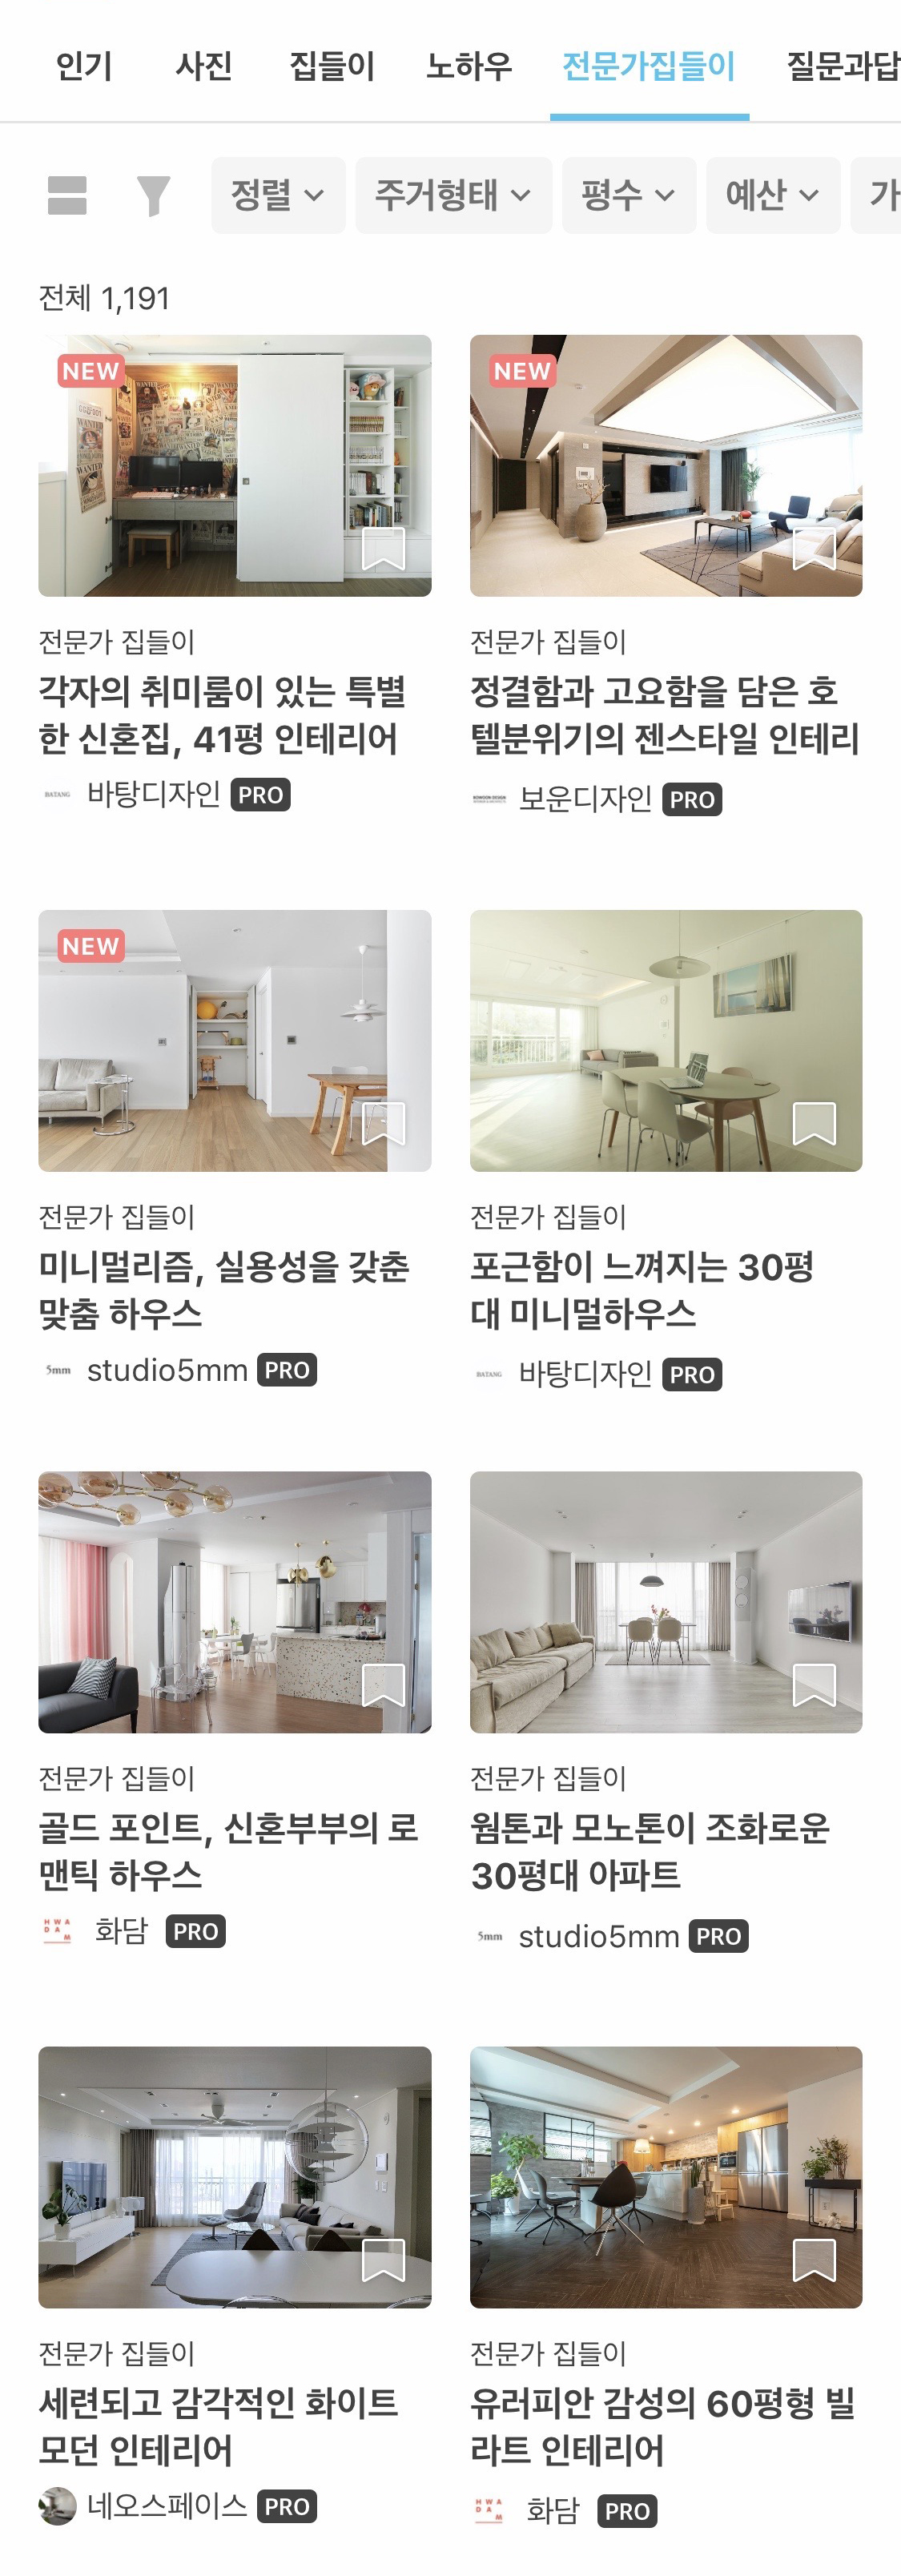 인기 사진 집들이 노하우 전문가집들이 질문과답
정렬 주거형태 평수 예산 가
전체 1,191
NEW
NEW
전문가 집들이
각자의 취미룸이 있는 특별
한 신혼집, 41평 인테리어
BATANG 바탕디자인 PRO
전문가 집들이
정결함과 고요함을 담은 호
텔분위기의 젠스타일 인테리
보운디자인 PRO
NEW
전문가 집들이
미니멀리즘, 실용성을 갖춘
맞춤 하우스
5mm studio5mm PRO
전문가 집들이
포근함이 느껴지는 30평
대 미니멀하우스
BATANG 바탕디자인 PRO
전문가 집들이
골드 포인트, 신혼부부의 로
맨틱 하우스
HWADAM 화담 PRO
전문가 집들이
웜톤과 모노톤이 조화로운
30평대 아파트
5mm studio5mm PRO
전문가 집들이
세련되고 감각적인 화이트
모던 인테리어
네오스페이스 PRO
전문가 집들이
유러피안 감성의 60평형 빌
라트 인테리어
HWADAM 화담 PRO